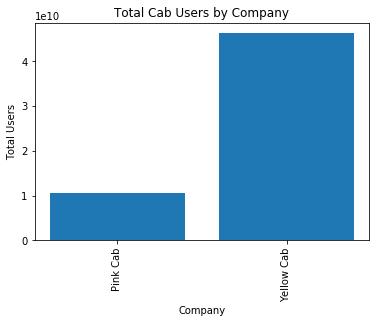 Total Cab Users by Company
1e10
4
3
2
1
0
Total Users
Pink Cab
Yellow Cab
Company